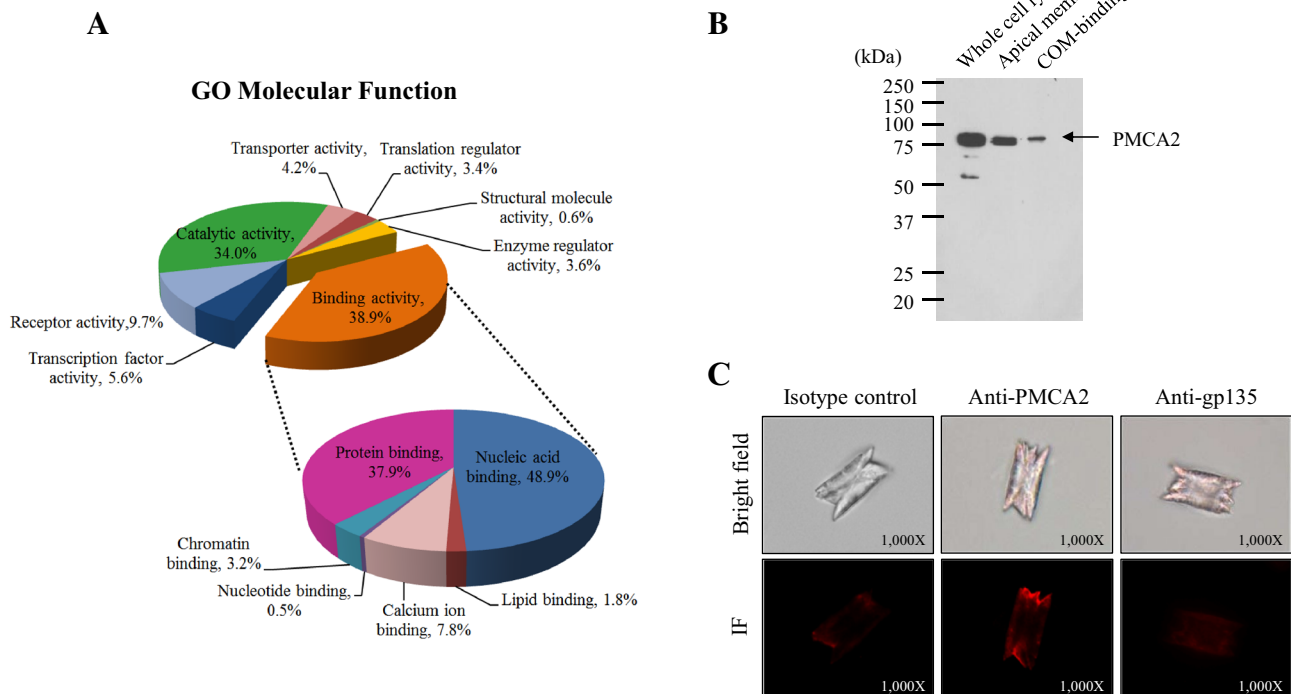 A
GO Molecular Function
Transporter activity,
4.2%
Translation regulator
activity, 3.4%
Structural molecule
activity, 0.6%
Enzyme regulator
activity, 3.6%
Catalytic activity,
34.0%
Binding activity,
38.9%
Receptor activity,9.7%
Transcription factor
activity, 5.6%
Protein binding,
37.9%
Nucleic acid
binding, 48.9%
Chromatin
binding, 3.2%
Nucleotide binding,
0.5%
Calcium ion
binding, 7.8%
Lipid binding, 1.8%
B
(kDa)
Whole cell
Apical
COM-binding
250
150
100
75
50
37
25
20
PMCA2
C
Isotype control
Anti-PMCA2
Anti-gp135
Bright field
1,000X
1,000X
1,000X
IF
1,000X
1,000X
1,000X